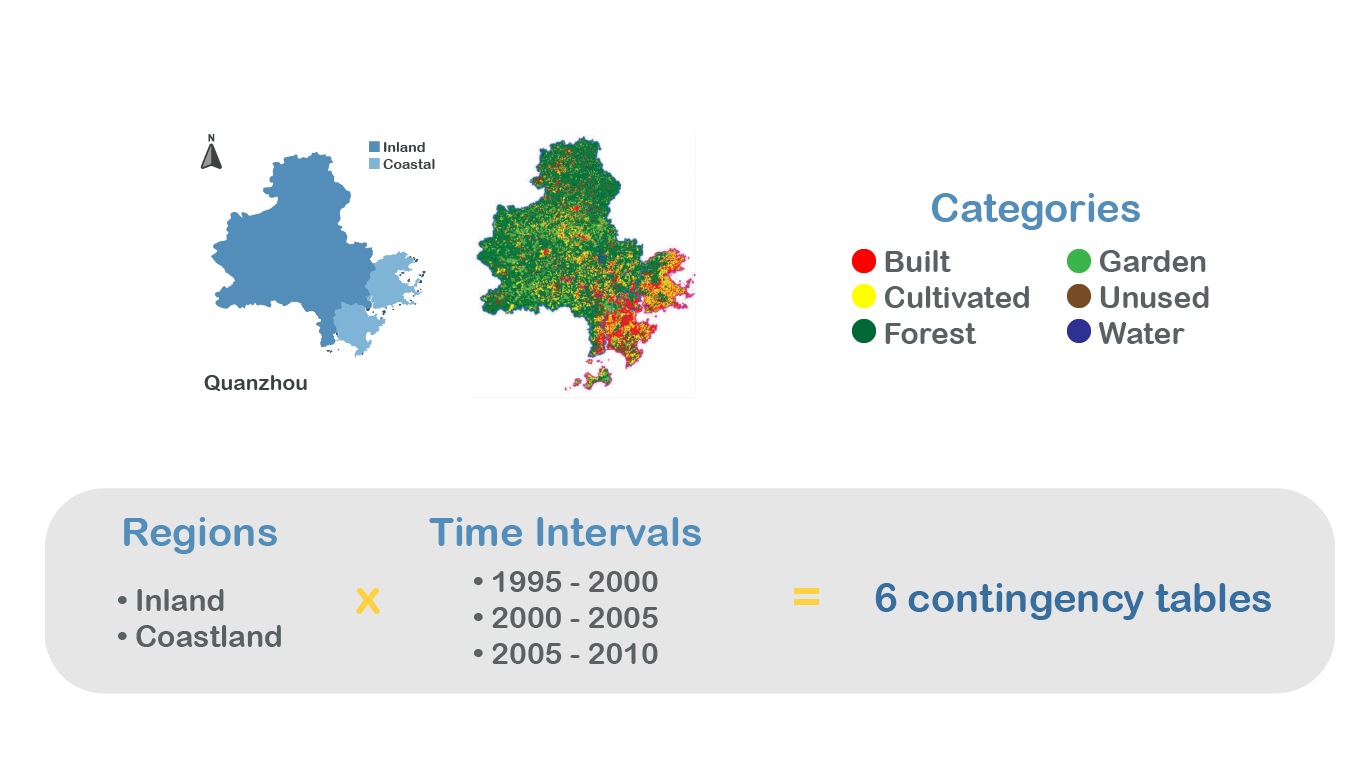 N
Inland
Coastal
Quanzhou
Categories
Built
Garden
Cultivated
Unused
Forest
Water
Regions
• Inland
• Coastland
x
Time Intervals
• 1995 - 2000
• 2000 - 2005
• 2005 - 2010
=
6 contingency tables